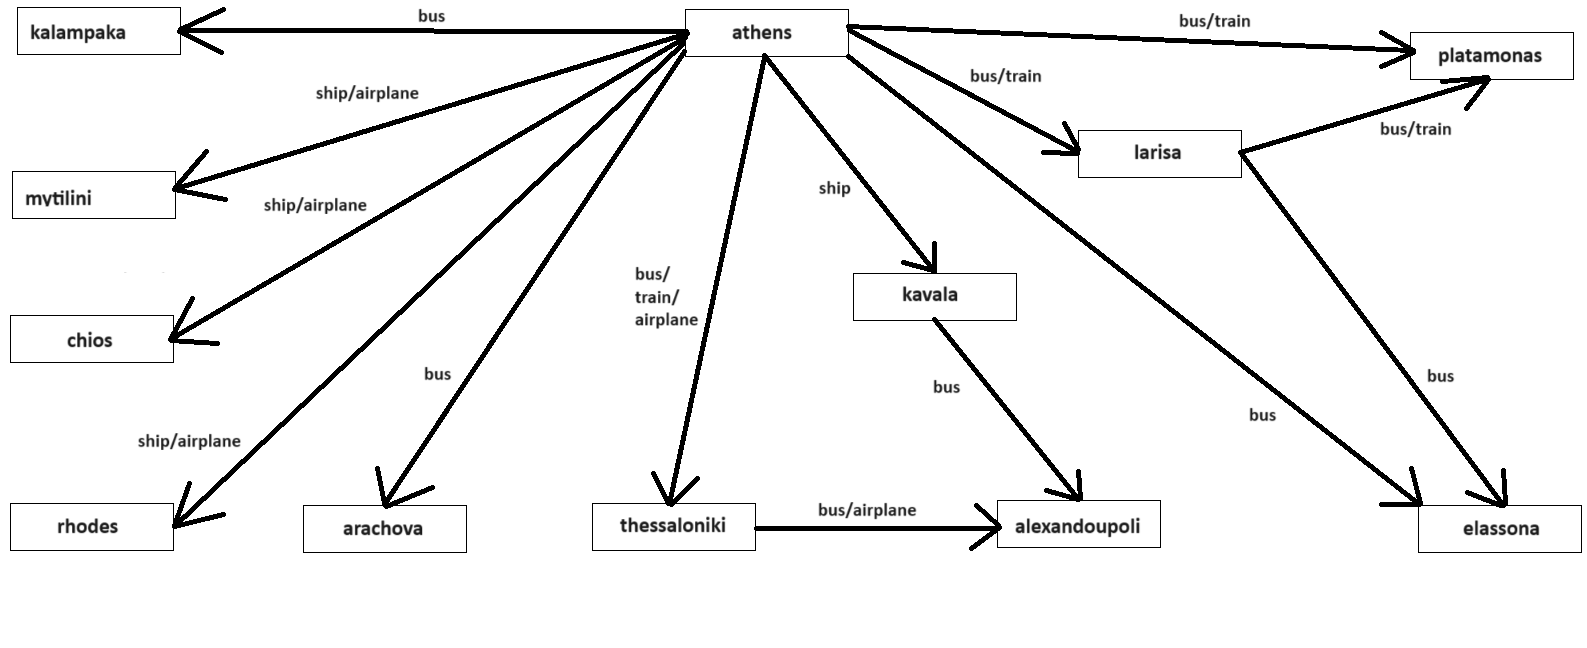 bus
kalampaka
athens
bus/train
platamonas
bus/train
ship/airplane
bus/train
larisa
ship
mytilini
ship/airplane
bus/
train/
airplane
kavala
chios
bus
bus
bus
bus
ship/airplane
rhodes
arachova
thessaloniki
bus/airplane
alexandoupoli
elassona